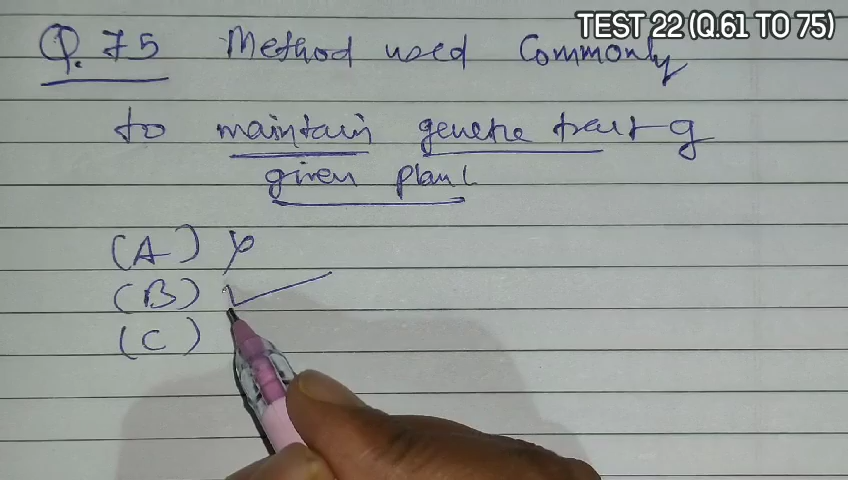 TEST 22 (Q.61 TO 75)
Q. 75 Method used Commonly
to maintain genetic trait of
given plant
(A)
(B)
(C)